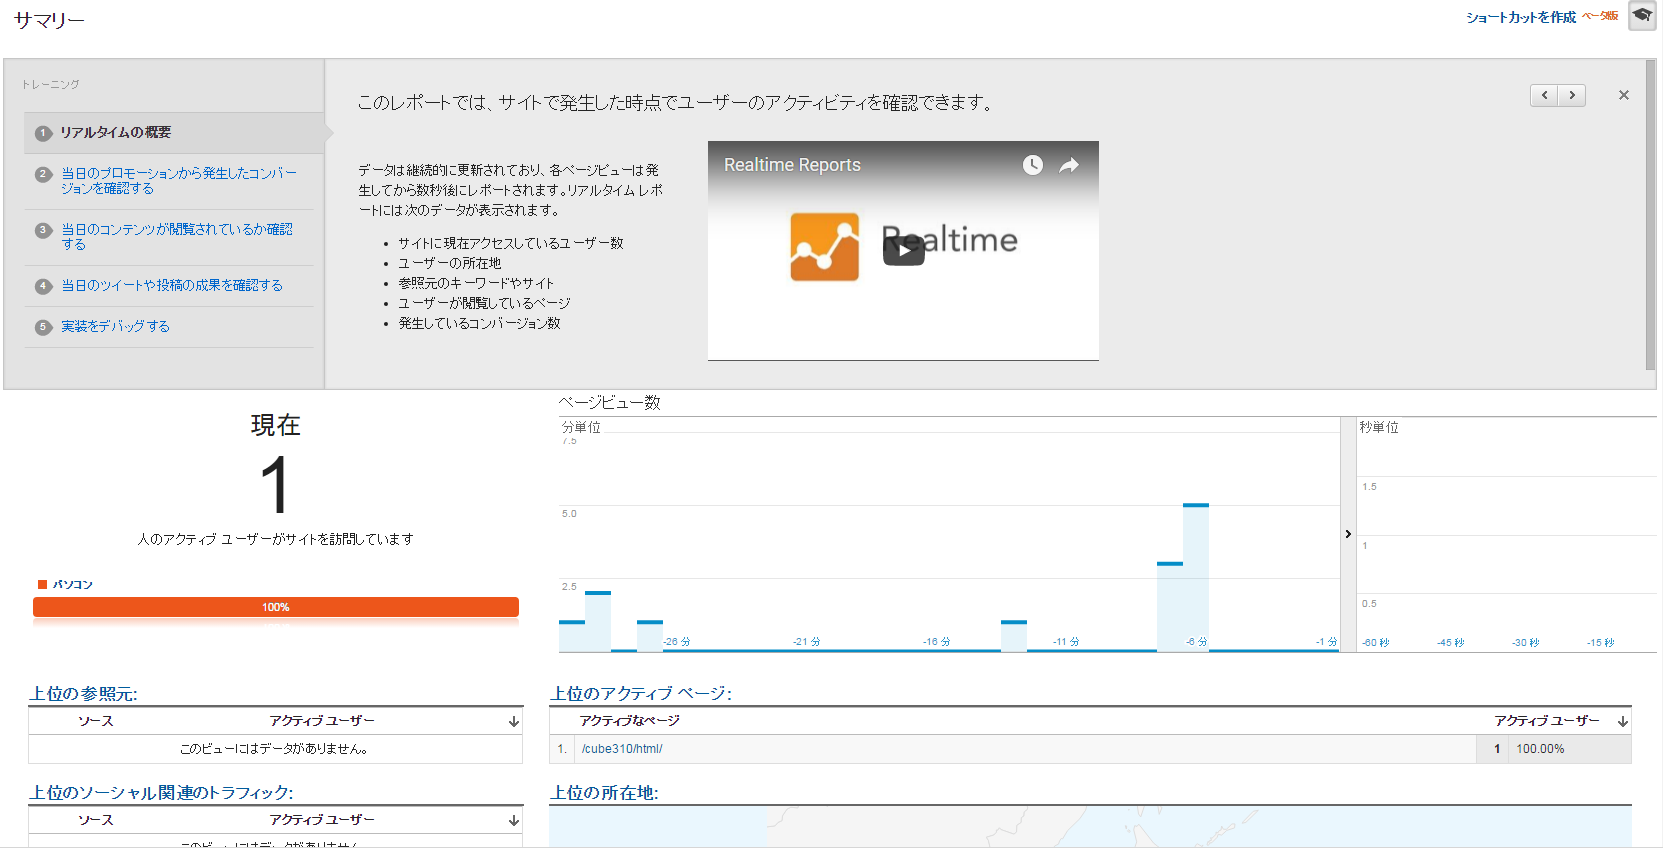 サマリー
ショートカットを作成 ベータ版
トレーニング
1 リアルタイムの概要
2 当日のプロモーションから発生したコンバー
ジョンを確認する
3 当日のコンテンツが閲覧されているか確認
する
4 当日のツイートや投稿の成果を確認する
5 実装をデバッグする
このレポートでは、サイトで発生した時点でユーザーのアクティビティを確認できます。
データは継続的に更新されており、各ページビューは発
生してから数秒後にレポートされます。リアルタイム レポ
ートには次のデータが表示されます。
• サイトに現在アクセスしているユーザー数
• ユーザーの所在地
• 参照元のキーワードやサイト
• ユーザーが閲覧しているページ
• 発生しているコンバージョン数
Realtime Reports
Realtime
現在
1
人のアクティブ ユーザーがサイトを訪問しています
パソコン
100%
ページビュー数
分単位
7.5
5.0
2.5
-26 分 -21 分 -16 分 -11 分 -6 分 -1 分
秒単位
1.5
1
0.5
-60 秒 -45 秒 -30 秒 -15 秒
上位の参照元:
ソース アクティブ ユーザー
このビューにはデータがありません。
上位のアクティブ ページ:
アクティブなページ アクティブ ユーザー
1. /cube310/html/ 1 100.00%
上位のソーシャル関連のトラフィック:
ソース アクティブ ユーザー
上位の所在地: